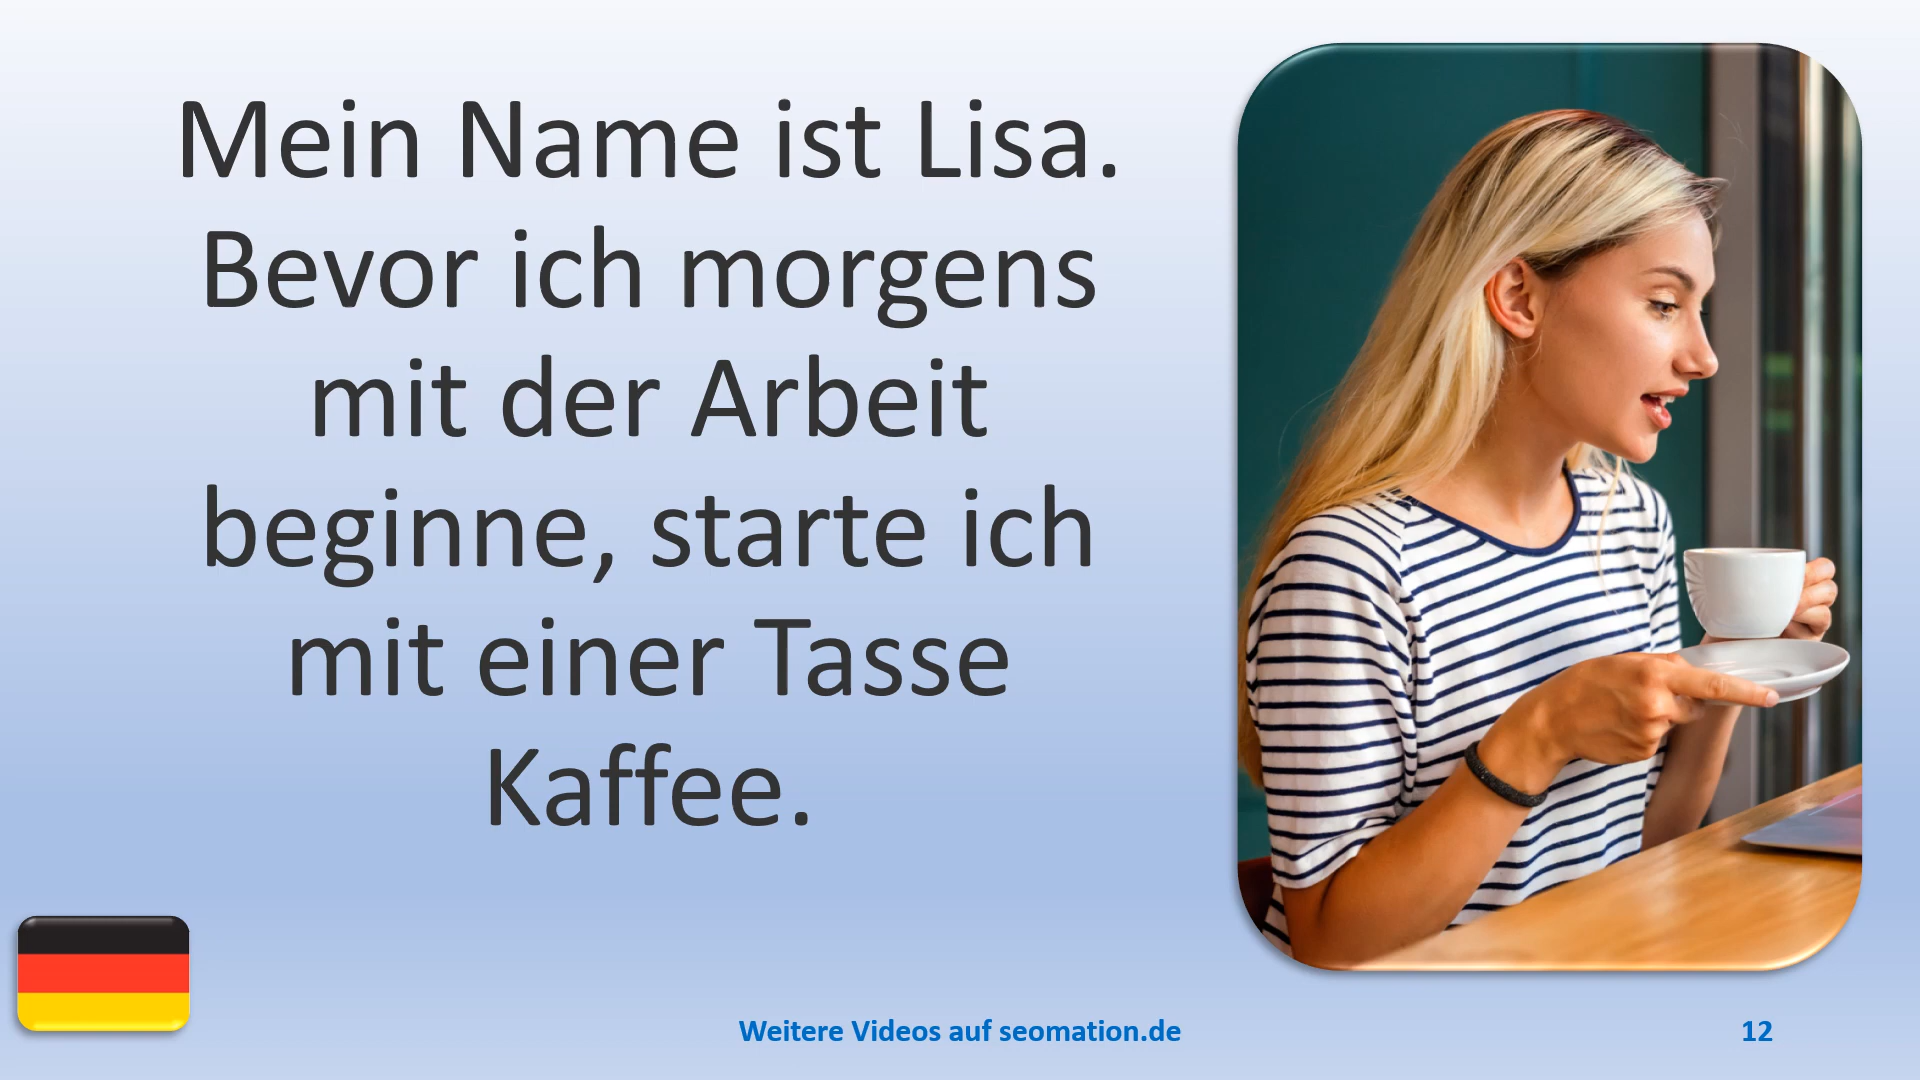 Mein Name ist Lisa.
Bevor ich morgens
mit der Arbeit
beginne, starte ich
mit einer Tasse
Kaffee.
Weitere Videos auf seomation.de
12